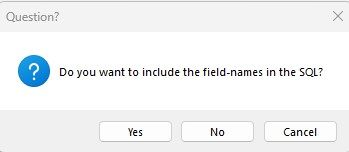 Question?
Do you want to include the field-names in the SQL?
Yes
No
Cancel